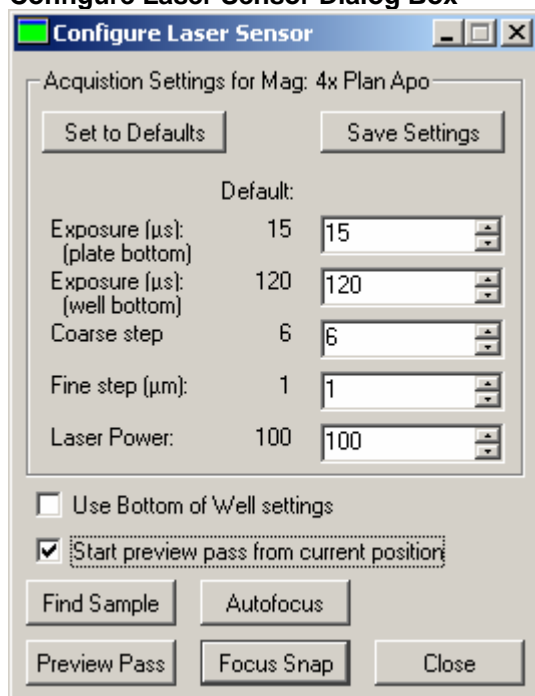 Configure Laser Sensor Dialog Box
Configure Laser Sensor
Acquistion Settings for Mag: 4x Plan Apo
Set to Defaults Save Settings
Default:
Exposure (µs): 15 15
(plate bottom)
Exposure (µs): 120 120
(well bottom)
Coarse step 6 6
Fine step (µm): 1 1
Laser Power: 100 100
Use Bottom of Well settings
Start preview pass from current position
Find Sample Autofocus
Preview Pass Focus Snap Close